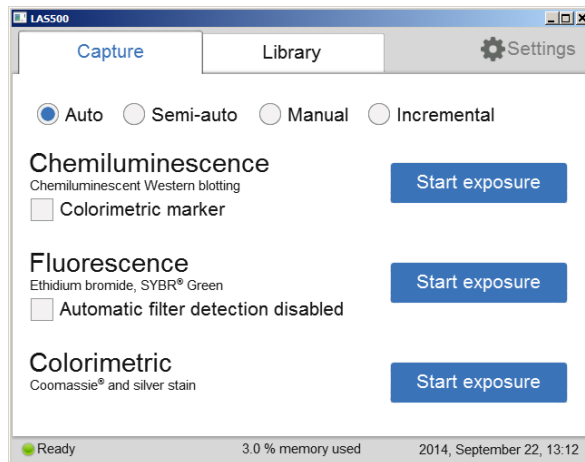 LAS500
Capture Library Settings
Auto Semi-auto Manual Incremental
Chemiluminescence
Chemiluminescent Western blotting
Start exposure
Colorimetric marker
Fluorescence
Ethidium bromide, SYBR® Green
Start exposure
Automatic filter detection disabled
Colorimetric
Coomassie® and silver stain
Start exposure
Ready 3.0 % memory used 2014, September 22, 13:12